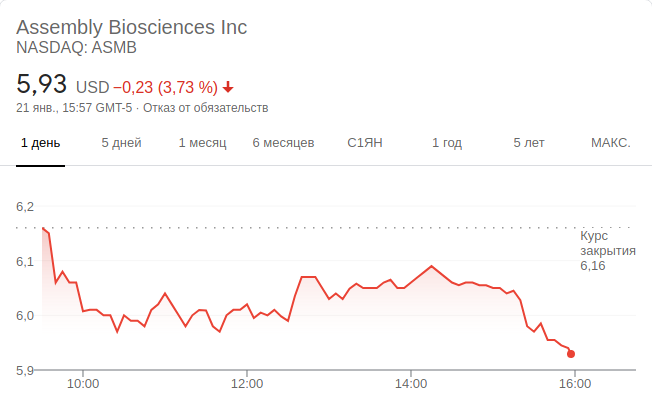 Assembly Biosciences Inc
NASDAQ: ASMB
5,93 USD −0,23 (3,73 %)
21 янв., 15:57 GMT-5 · Отказ от обязательств
1 день 5 дней 1 месяц 6 месяцев С1ЯН 1 год 5 лет МАКС.
6,2
Курс
закрытия
6,16
6,1
6,0
5,9
10:00 12:00 14:00 16:00